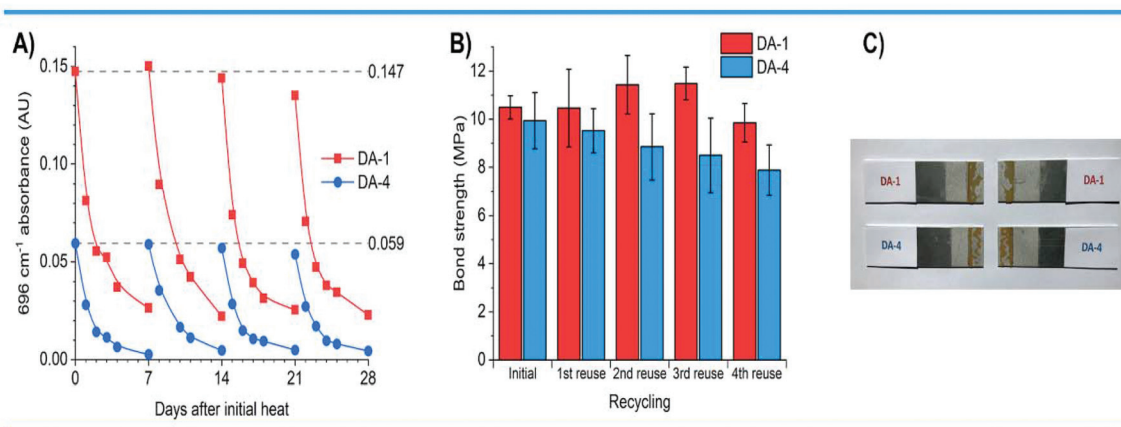 A)
696 cm⁻¹ absorbance (AU)
0.15
0.10
0.05
0.00
0.147
0.059
DA-1
DA-4
0 7 14 21 28
Days after initial heat
B)
Bond strength (MPa)
12
10
8
6
4
2
0
DA-1
DA-4
Initial 1st reuse 2nd reuse 3rd reuse 4th reuse
Recycling
C)
DA-1 DA-1
DA-4 DA-4